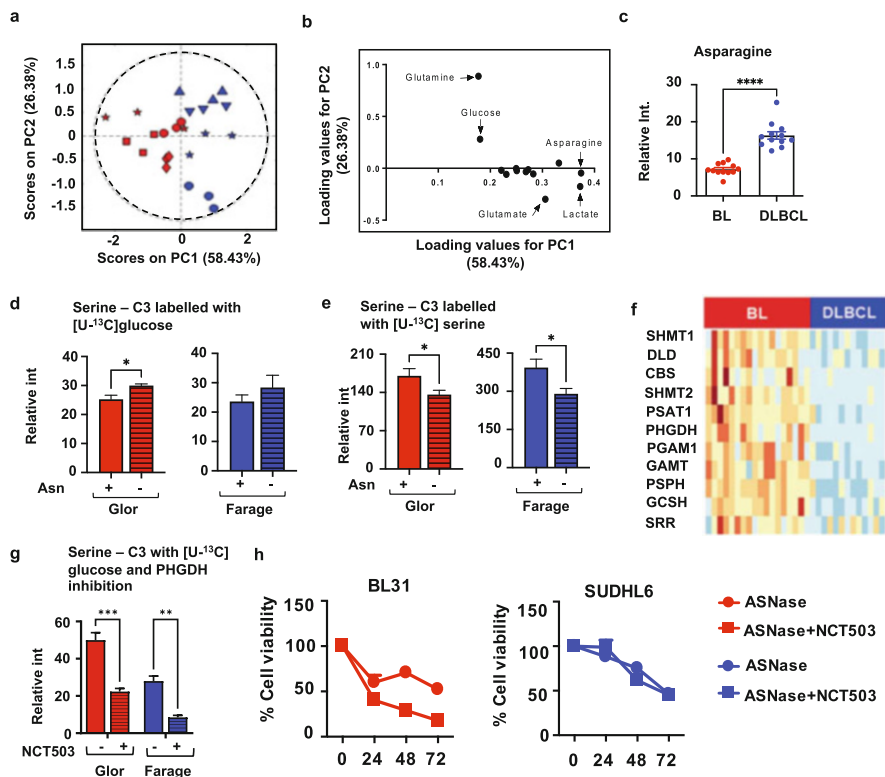 a
Scores on PC2 (26.38%)
1.5
1.0
0.5
0
-0.5
-1.0
-1.5
-2
0
2
Scores on PC1 (58.43%)
b
Loading values for PC2
(26.38%)
1.0
0.5
0.0
-0.5
0.1
0.2
0.3
0.4
Glutamine
Glucose
Asparagine
Glutamate
Lactate
Loading values for PC1
(58.43%)
c
Asparagine
****
Relative Int.
30
20
10
0
BL
DLBCL
d
Serine – C3 labelled with
[U-¹³C]glucose
Relative int
40
30
20
10
0
*
Asn
+
-
Glor
40
30
20
10
0
+
-
Farage
e
Serine – C3 labelled
with [U-¹³C] serine
Relative int
210
140
70
0
*
Asn
+
-
Glor
450
300
150
0
*
+
-
Farage
f
BL
DLBCL
SHMT1
DLD
CBS
SHMT2
PSAT1
PHGDH
PGAM1
GAMT
PSPH
GCSH
SRR
g
Serine – C3 with [U-¹³C]
glucose and PHGDH
inhibition
Relative int
60
40
20
0
***
**
NCT503
-
+
-
+
Glor
Farage
h
BL31
% Cell viability
150
100
50
0
0 24 48 72
SUDHL6
% Cell viability
150
100
50
0
0 24 48 72
ASNase
ASNase+NCT503
ASNase
ASNase+NCT503